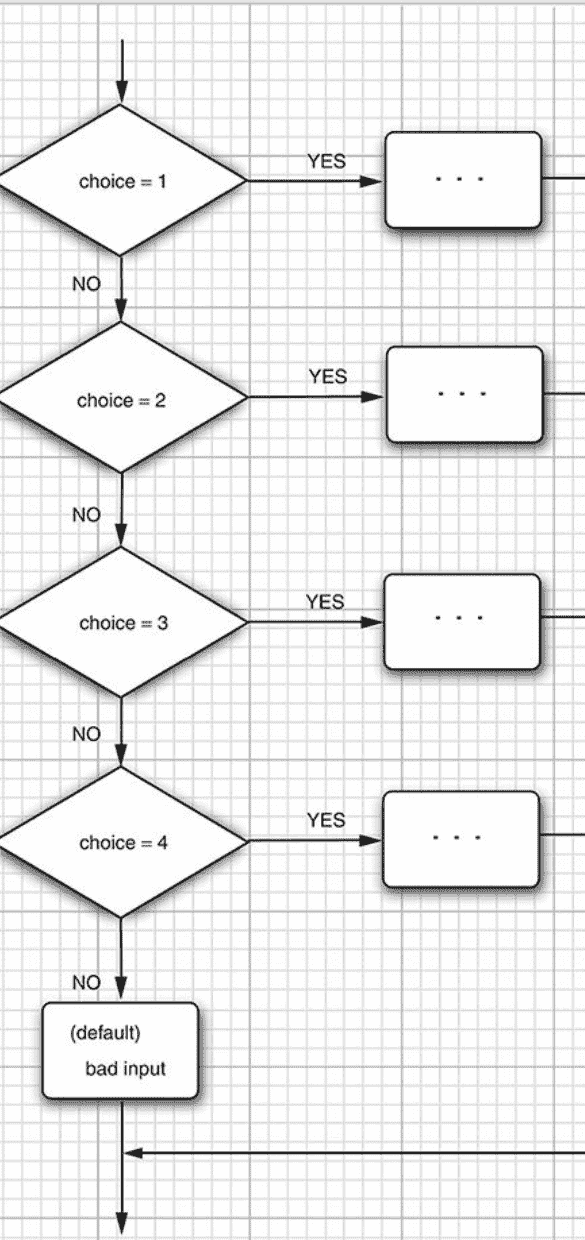 choice = 1
YES
. . .
NO
choice = 2
YES
. . .
NO
choice = 3
YES
. . .
NO
choice = 4
YES
. . .
NO
(default)
bad input